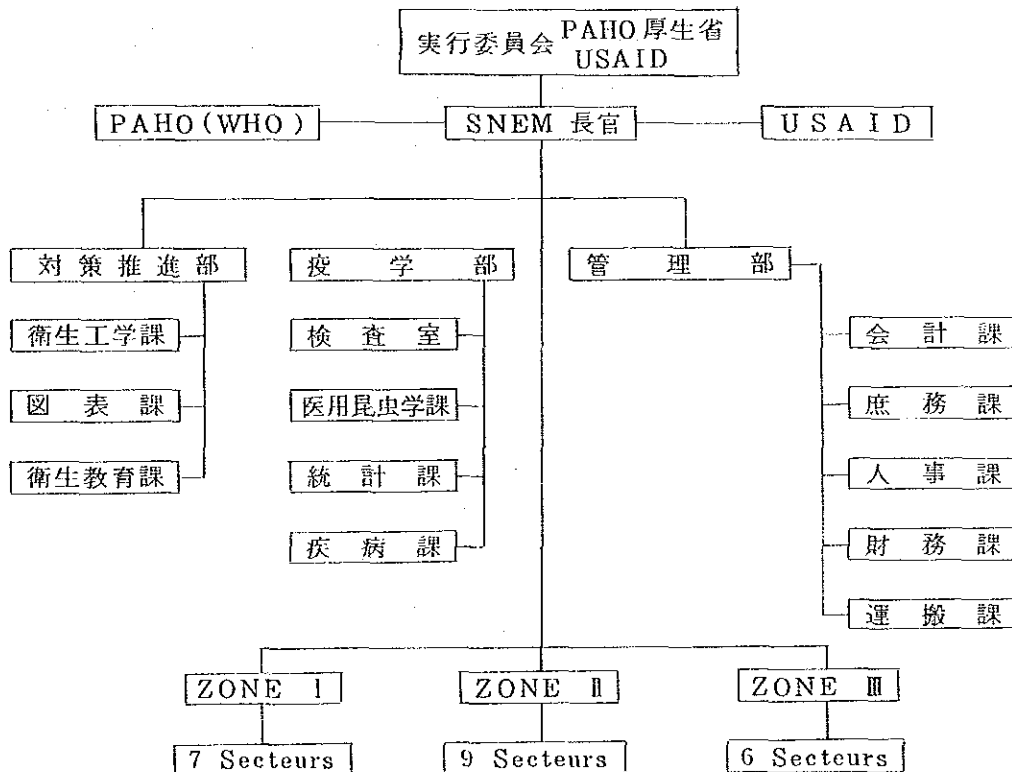 実行委員会 PAHO 厚生省
USAID
PAHO (WHO)
SNEM 長官
USAID
対策推進部
疫学部
管理部
衛生工学課
検査室
会計課
図表課
医用昆虫学課
庶務課
衛生教育課
統計課
人事課
疾病課
財務課
運搬課
ZONE I
ZONE II
ZONE III
7 Secteurs
9 Secteurs
6 Secteurs